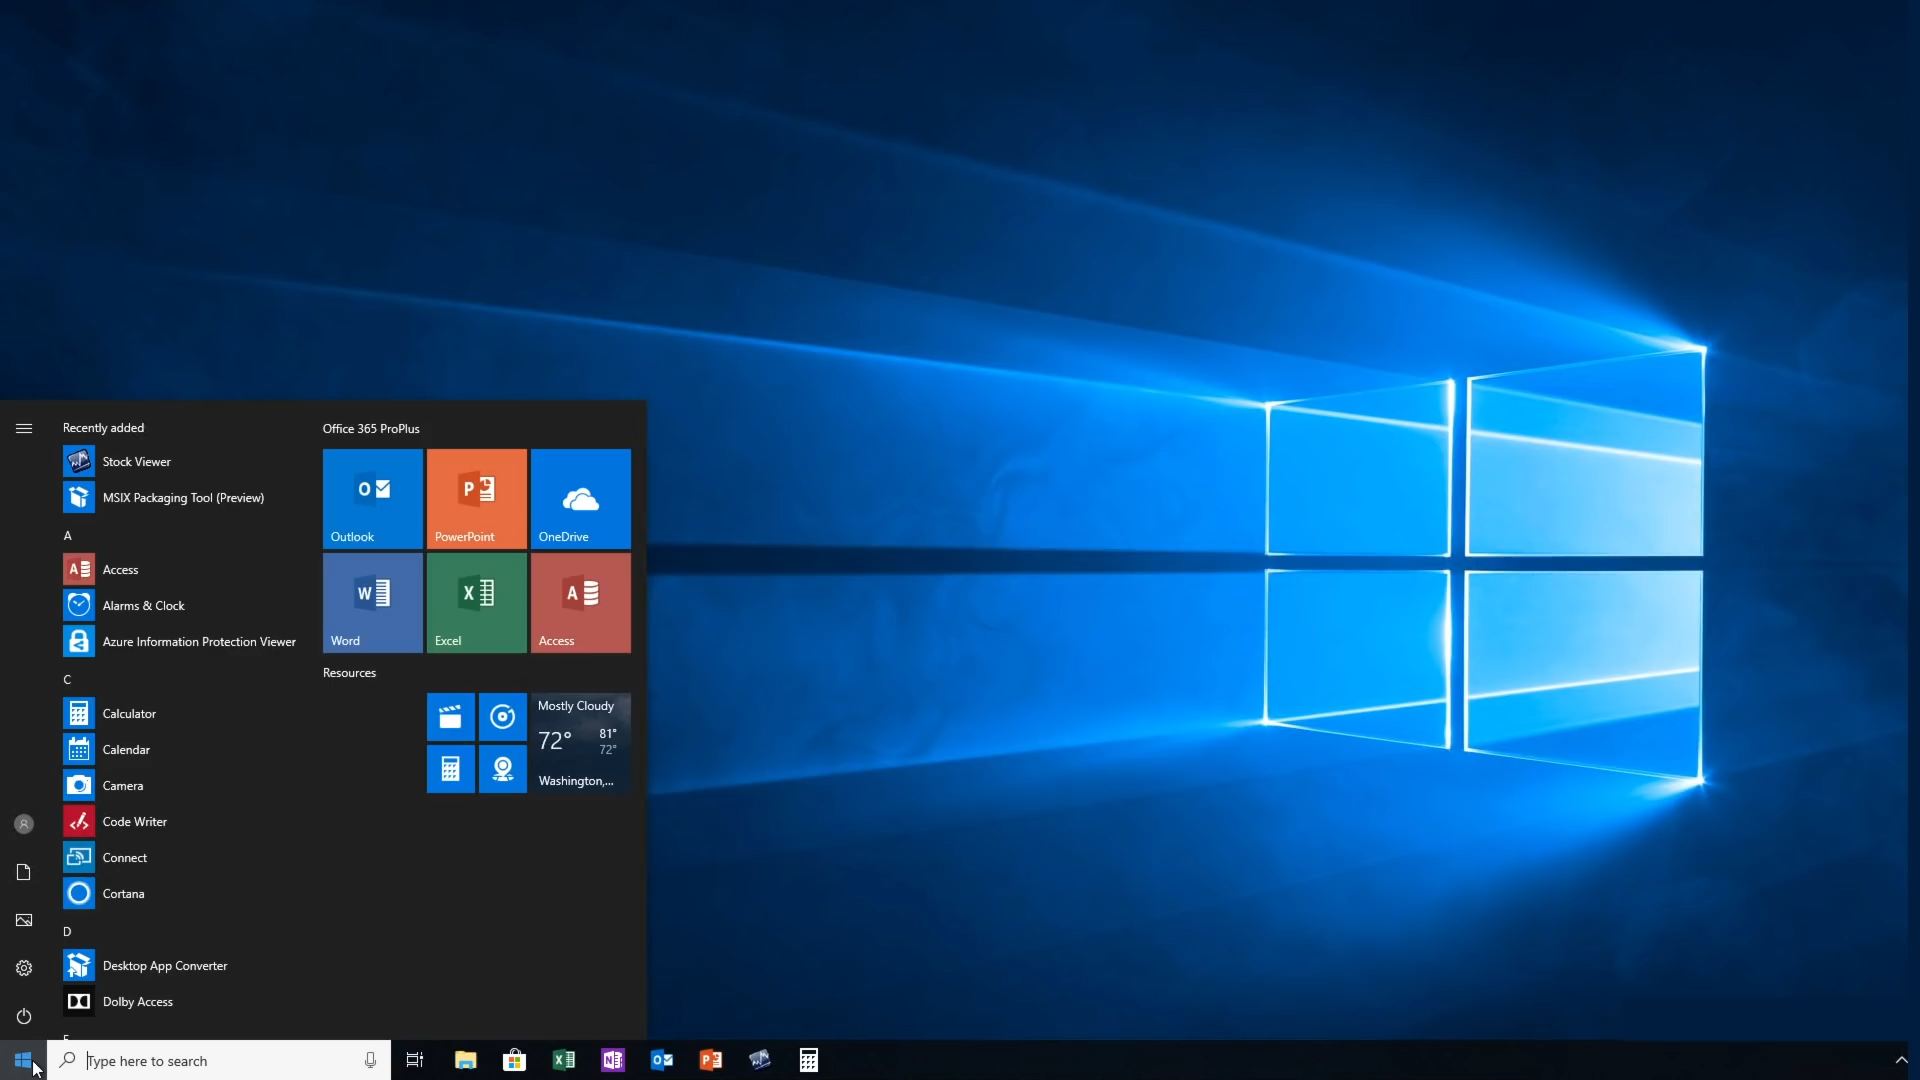 Recently added
Stock Viewer
MSIX Packaging Tool (Preview)
A
Access
Alarms & Clock
Azure Information Protection Viewer
C
Calculator
Calendar
Camera
Code Writer
Connect
Cortana
D
Desktop App Converter
Dolby Access
Office 365 ProPlus
Outlook
PowerPoint
OneDrive
Word
Excel
Access
Resources
Mostly Cloudy
72° 81°
72°
Washington,...
Type here to search